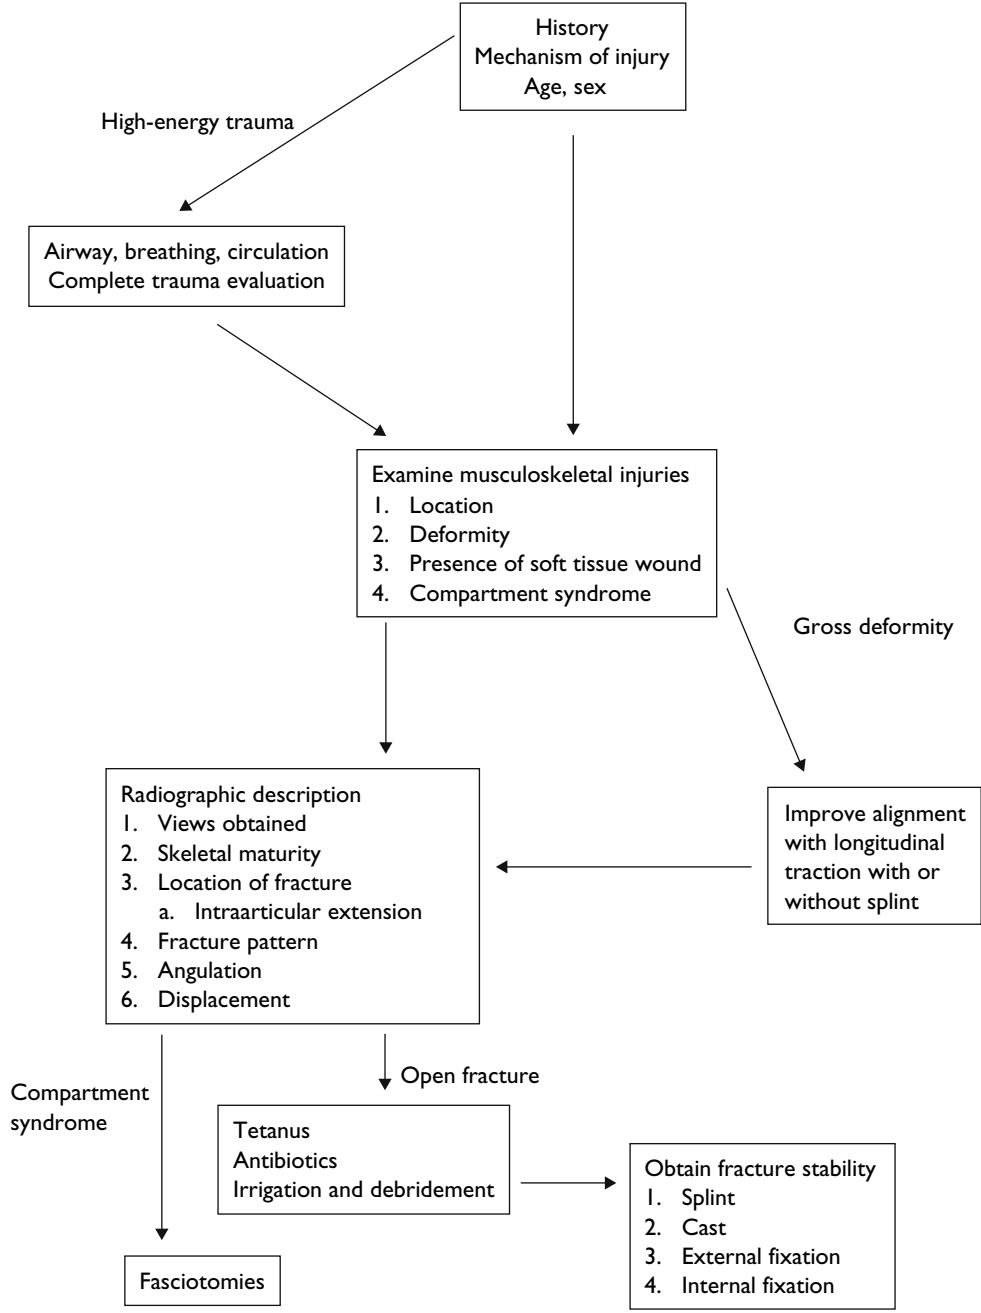 History
Mechanism of injury
Age, sex
High-energy trauma
Airway, breathing, circulation
Complete trauma evaluation
Examine musculoskeletal injuries
1. Location
2. Deformity
3. Presence of soft tissue wound
4. Compartment syndrome
Gross deformity
Improve alignment
with longitudinal
traction with or
without splint
Radiographic description
1. Views obtained
2. Skeletal maturity
3. Location of fracture
a. Intraarticular extension
4. Fracture pattern
5. Angulation
6. Displacement
Compartment
syndrome
Open fracture
Tetanus
Antibiotics
Irrigation and debridement
Obtain fracture stability
1. Splint
2. Cast
3. External fixation
4. Internal fixation
Fasciotomies